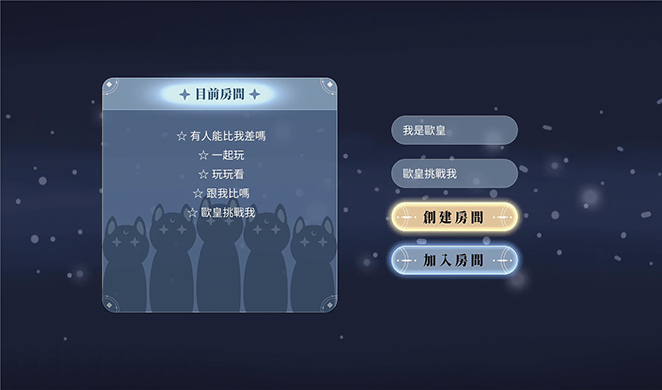 目前房間
☆ 有人能比我差嗎
☆ 一起玩
☆ 玩玩看
☆ 跟我比嗎
☆ 歐皇挑戰我
我是歐皇
歐皇挑戰我
創建房間
加入房間